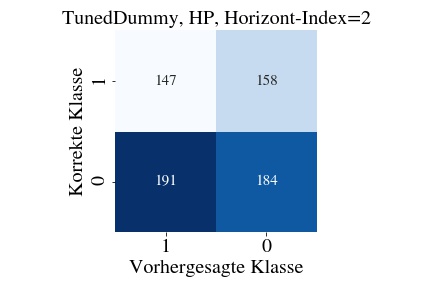 TunedDummy, HP, Horizont-Index=2
Korrekte Klasse
1
147 158
0
191 184
1 0
Vorhergesagte Klasse